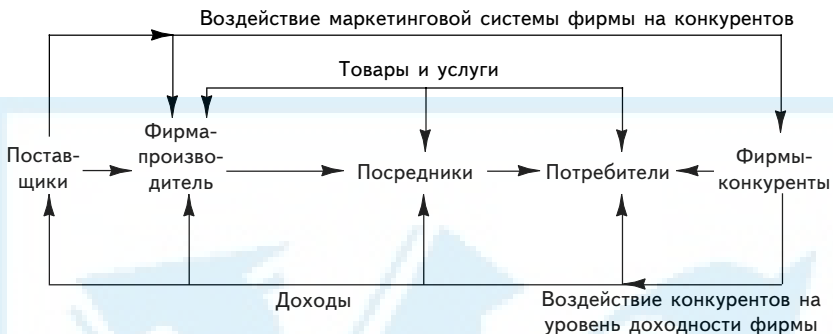 Воздействие маркетинговой системы фирмы на конкурентов
Товары и услуги
Постав-
щики
Фирма-
произво-
дитель
Посредники
Потребители
Фирмы-
конкуренты
Доходы
Воздействие конкурентов на
уровень доходности фирмы